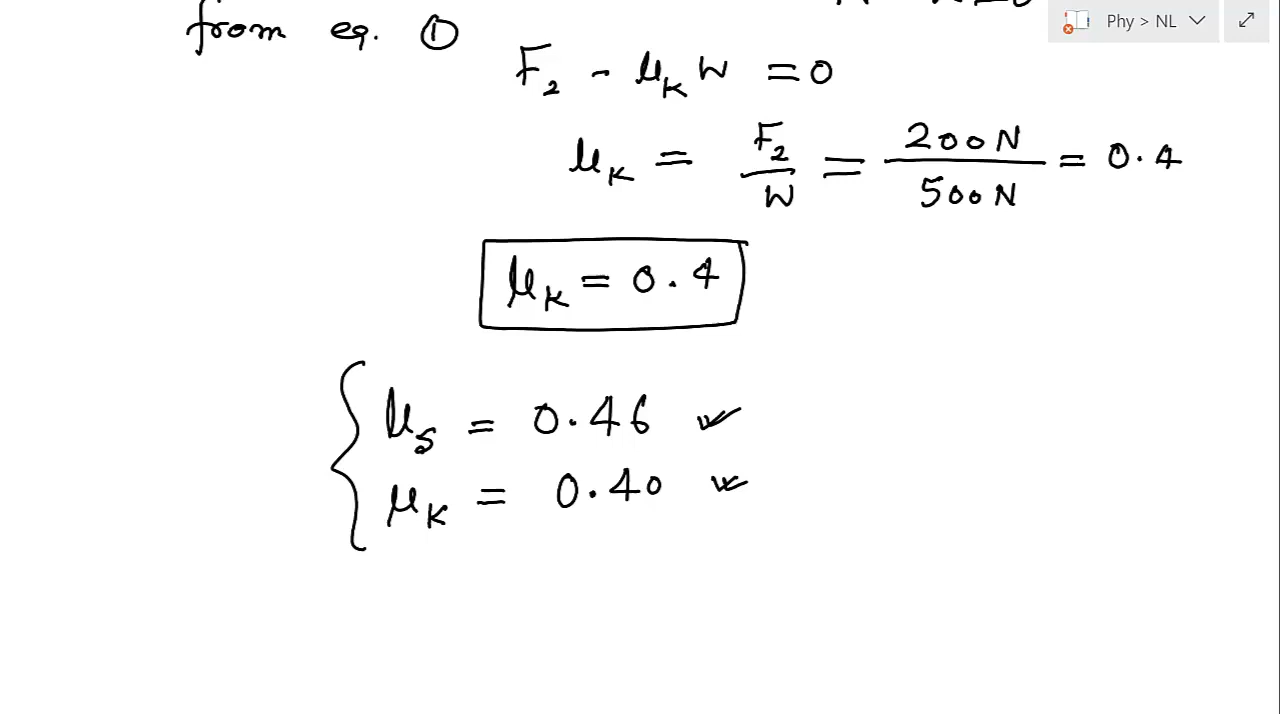 Phy > NL
from eq. ①
F₂ - μₖ W = 0
μₖ = F₂/W = 200N/500N = 0.4
μₖ = 0.4
μₛ = 0.46 ✓
μₖ = 0.40 ✓